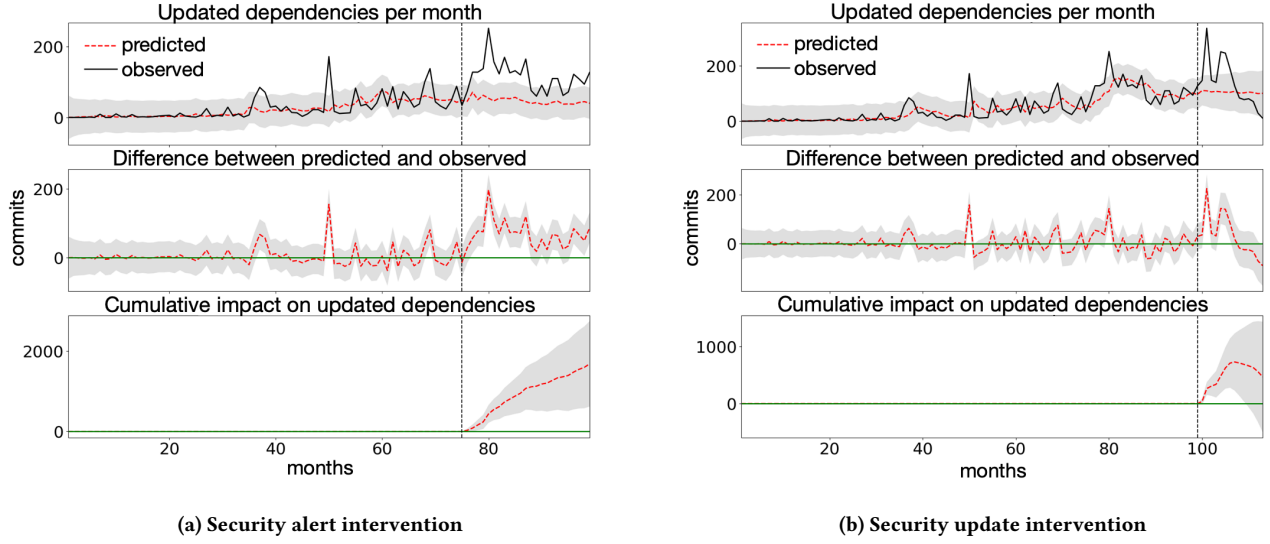 Updated dependencies per month
200
0
predicted
observed
Difference between predicted and observed
200
0
commits
Cumulative impact on updated dependencies
2000
0
20 40 60 80
months
(a) Security alert intervention
Updated dependencies per month
200
0
predicted
observed
Difference between predicted and observed
200
0
commits
Cumulative impact on updated dependencies
1000
0
20 40 60 80 100
months
(b) Security update intervention